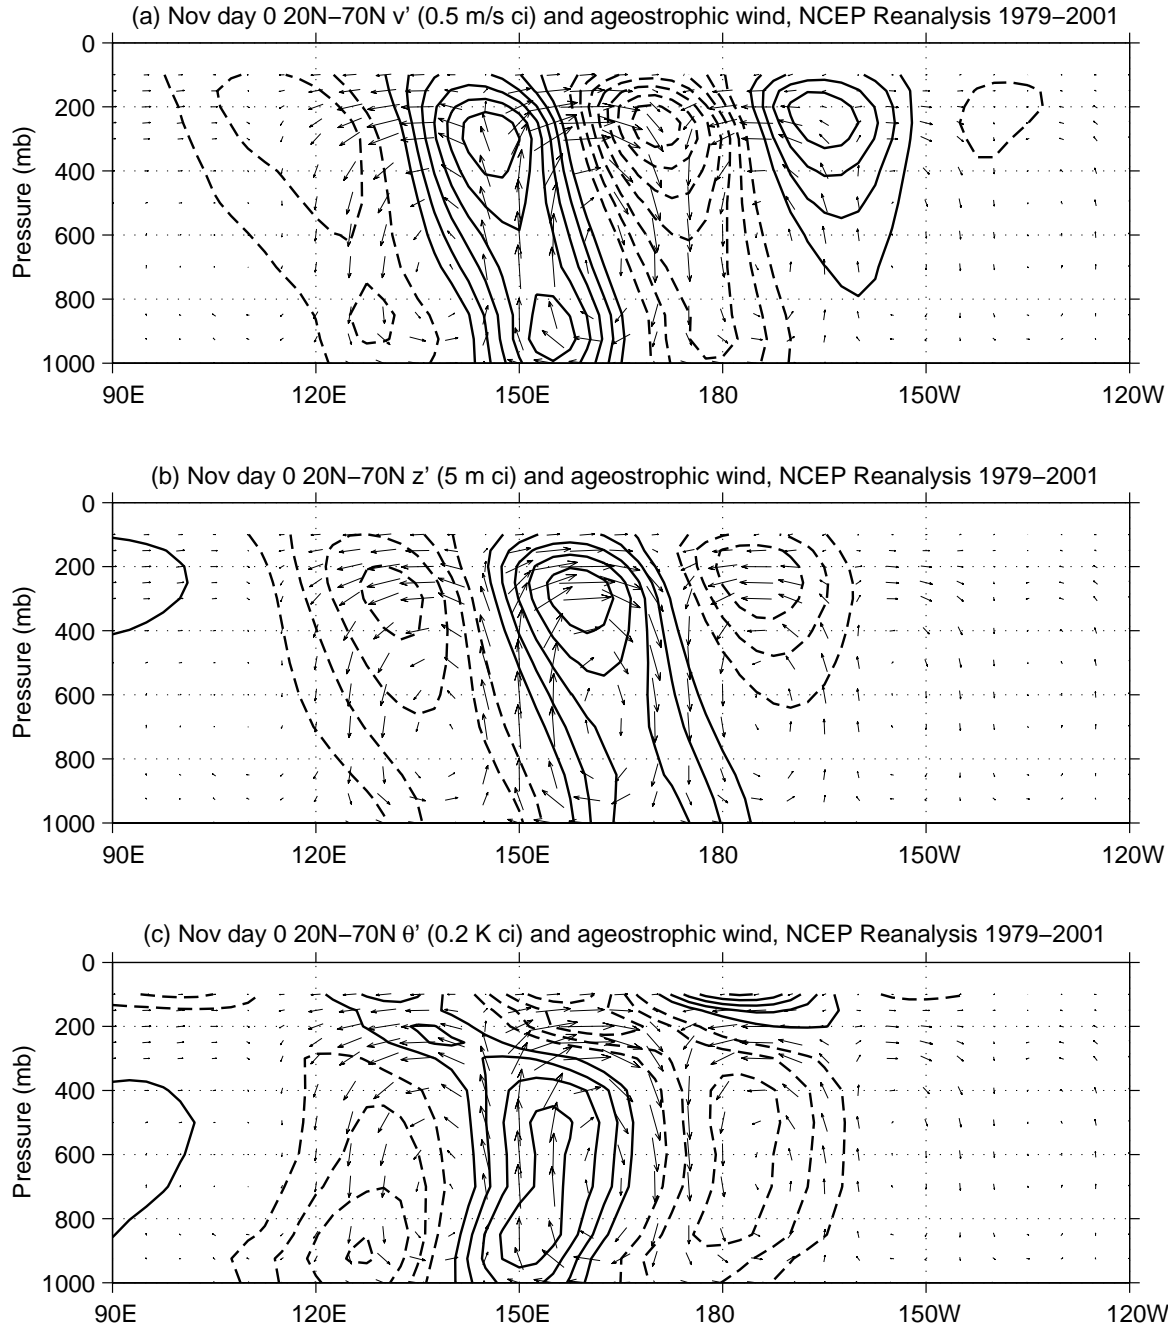 (a) Nov day 0 20N−70N v’ (0.5 m/s ci) and ageostrophic wind, NCEP Reanalysis 1979−2001
Pressure (mb)
0
200
400
600
800
1000
90E 120E 150E 180 150W 120W
(b) Nov day 0 20N−70N z’ (5 m ci) and ageostrophic wind, NCEP Reanalysis 1979−2001
Pressure (mb)
0
200
400
600
800
1000
90E 120E 150E 180 150W 120W
(c) Nov day 0 20N−70N θ’ (0.2 K ci) and ageostrophic wind, NCEP Reanalysis 1979−2001
Pressure (mb)
0
200
400
600
800
1000
90E 120E 150E 180 150W 120W